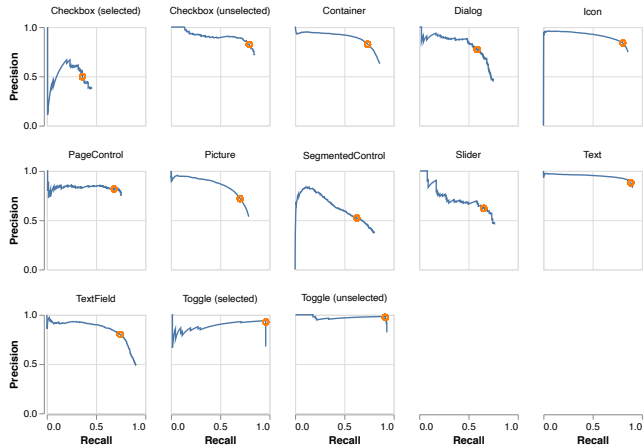 Checkbox (selected) Checkbox (unselected) Container Dialog Icon
1.0
Precision
0.5
0.0
PageControl Picture SegmentedControl Slider Text
1.0
Precision
0.5
0.0
TextField Toggle (selected) Toggle (unselected)
1.0
Precision
0.5
0.0
0.0 0.5 1.0 0.0 0.5 1.0 0.0 0.5 1.0 0.0 0.5 1.0 0.0 0.5 1.0
Recall Recall Recall Recall Recall